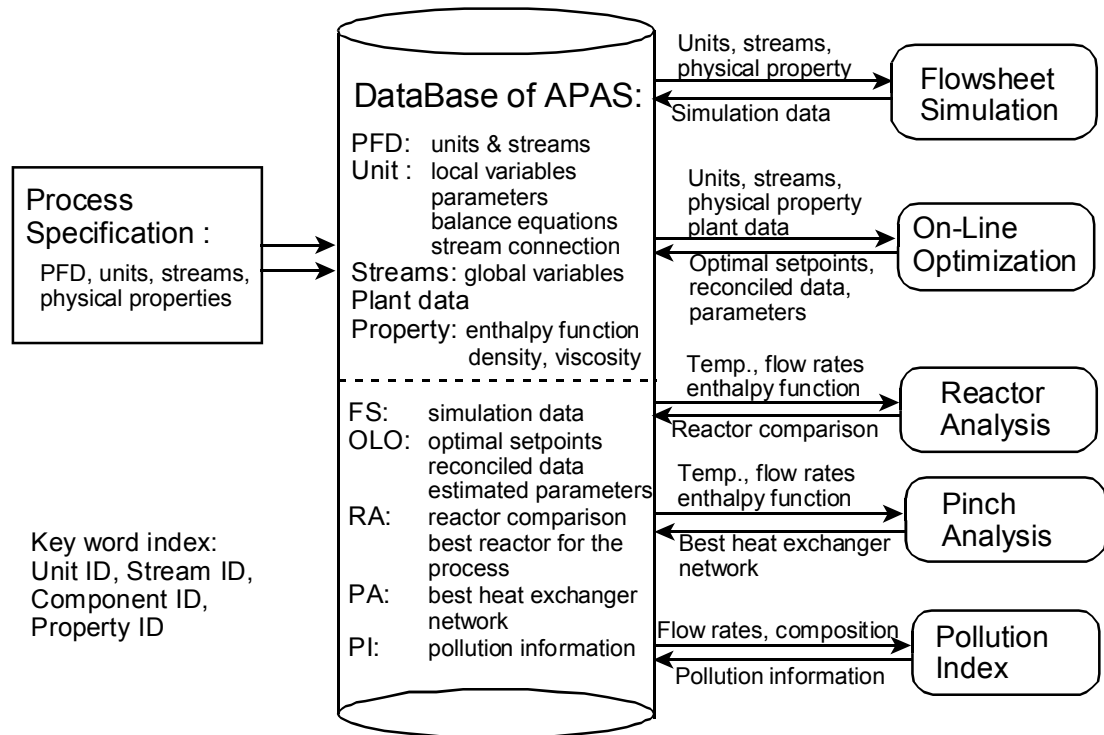 Process
Specification :
PFD, units, streams,
physical properties
Key word index:
Unit ID, Stream ID,
Component ID,
Property ID
DataBase of APAS:
PFD: units & streams
Unit : local variables
parameters
balance equations
stream connection
Streams: global variables
Plant data
Property: enthalpy function
density, viscosity
FS: simulation data
OLO: optimal setpoints
reconciled data
estimated parameters
RA: reactor comparison
best reactor for the
process
PA: best heat exchanger
network
PI: pollution information
Units, streams,
physical property
Simulation data
Flowsheet
Simulation
Units, streams,
physical property
plant data
Optimal setpoints,
reconciled data,
parameters
On-Line
Optimization
Temp., flow rates
enthalpy function
Reactor comparison
Reactor
Analysis
Temp., flow rates
enthalpy function
Best heat exchanger
network
Pinch
Analysis
Flow rates, composition
Pollution information
Pollution
Index